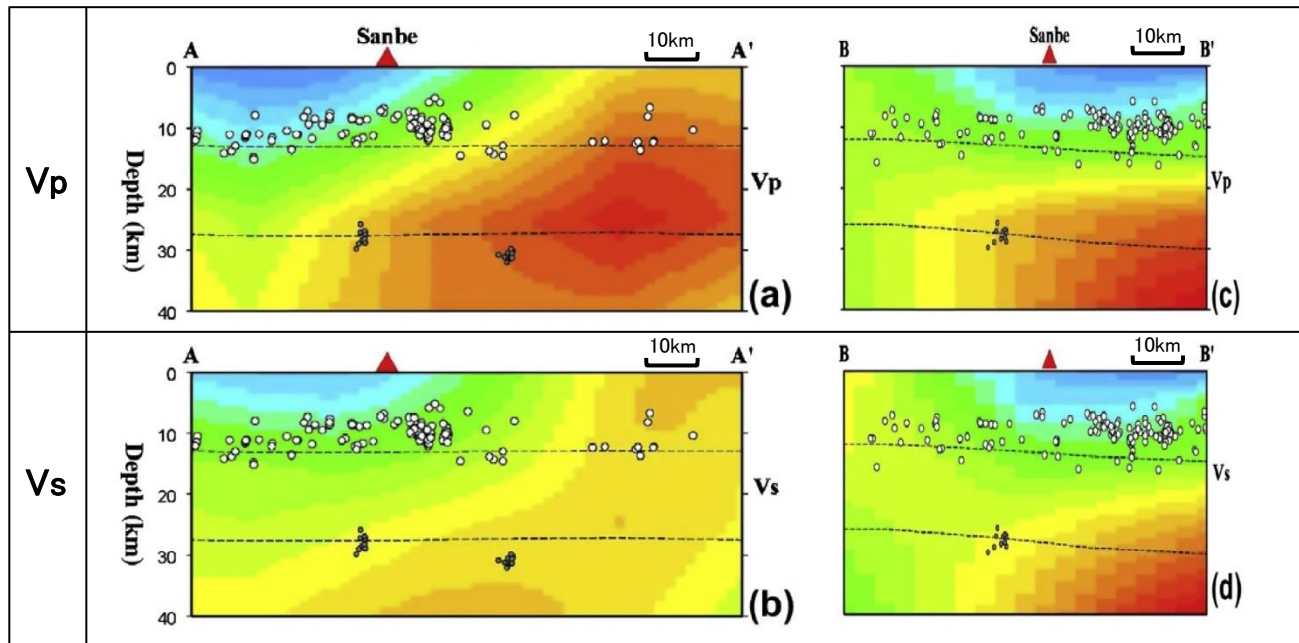 Vp
A
Sanbe
10km
A'
0
10
20
30
40
Depth (km)
Vp
(a)
B
Sanbe
10km
B'
Vp
(c)
Vs
A
10km
A'
0
10
20
30
40
Depth (km)
Vs
(b)
B
10km
B'
Vs
(d)